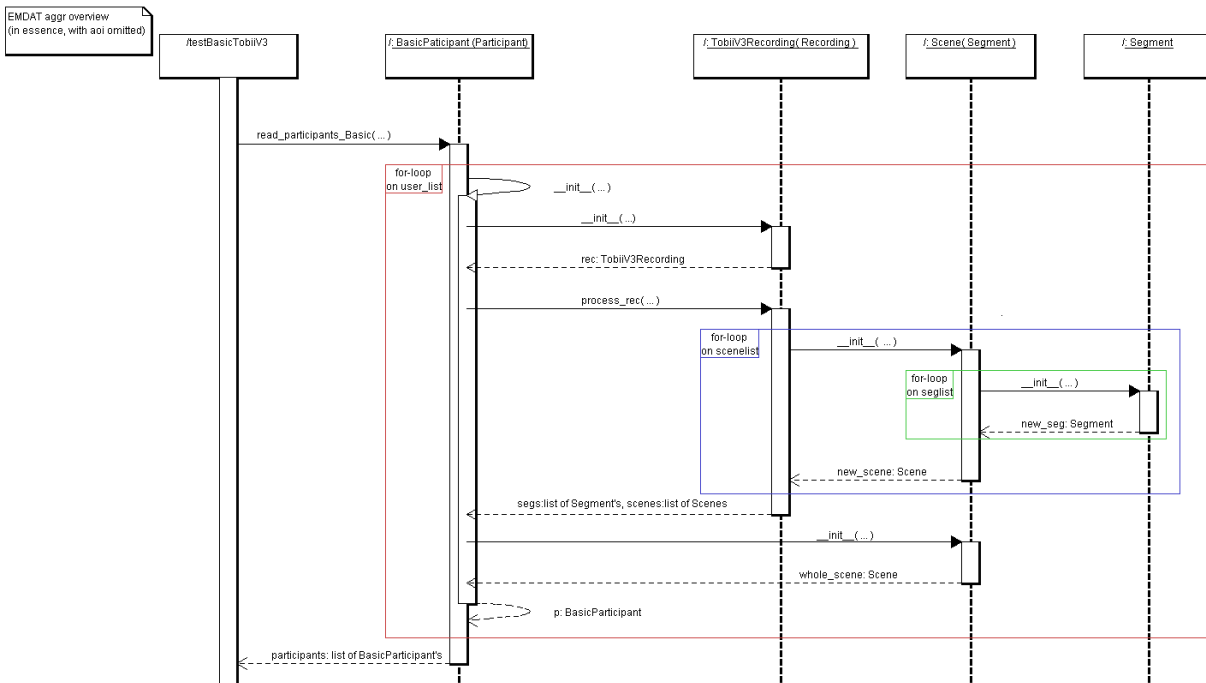 EMDAT aggr overview
(in essence, with aoi omitted)
/testBasicTobiiV3
/: BasicPaticipant (Participant)
/: TobiiV3Recording( Recording )
/: Scene( Segment )
/: Segment
read_participants_Basic( ... )
for-loop
on user_list
__init__( ... )
__init__( ...)
rec: TobiiV3Recording
process_rec( ... )
for-loop
on scenelist
__init__( ... )
for-loop
on seglist
__init__( ... )
new_seg: Segment
new_scene: Scene
segs:list of Segment's, scenes:list of Scenes
__init__( ... )
whole_scene: Scene
p: BasicParticipant
participants: list of BasicParticipant's